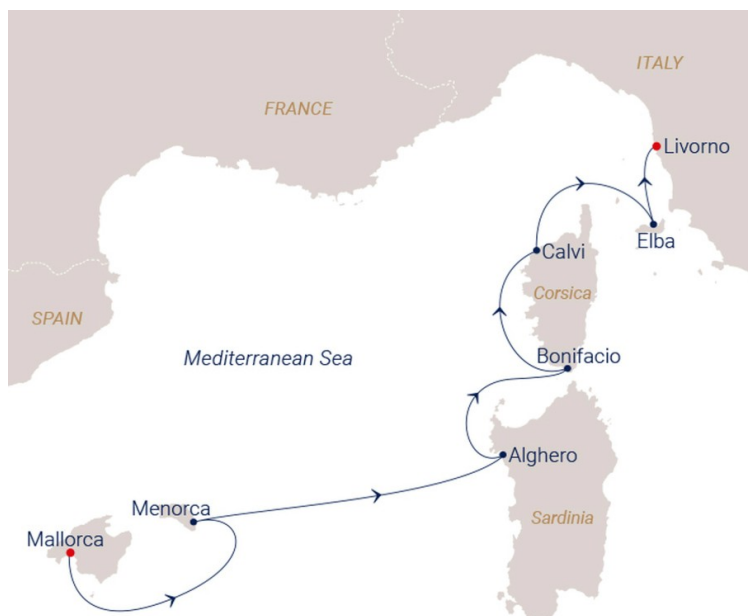 ITALY
FRANCE
Livorno
Elba
Calvi
Corsica
SPAIN
Mediterranean Sea
Bonifacio
Alghero
Menorca
Sardinia
Mallorca